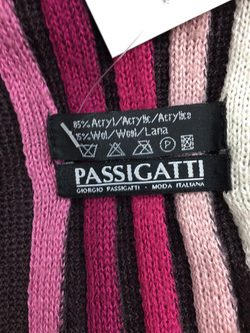 85% Acryl/Acrylic/Acrylico
15% Wol/Wool/Lana
PASSIGATTI
GIORGIO PASSIGATTI - MODA ITALIANA